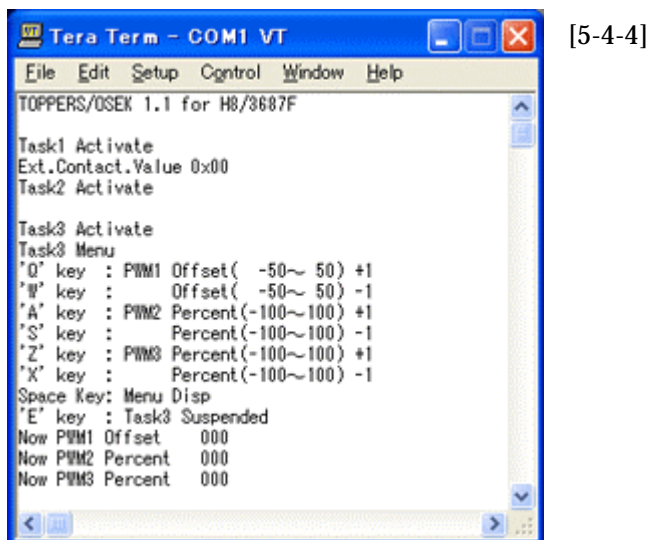 Tera Term - COM1 VT
[5-4-4]
File Edit Setup Control Window Help
TOPPERS/OSEK 1.1 for H8/3687F
Task1 Activate
Ext.Contact.Value 0x00
Task2 Activate
Task3 Activate
Task3 Menu
'Q' key : PWM1 Offset( -50～ 50) +1
'W' key : Offset( -50～ 50) -1
'A' key : PWM2 Percent(-100～100) +1
'S' key : Percent(-100～100) -1
'Z' key : PWM3 Percent(-100～100) +1
'X' key : Percent(-100～100) -1
Space Key: Menu Disp
'E' key : Task3 Suspended
Now PWM1 Offset 000
Now PWM2 Percent 000
Now PWM3 Percent 000